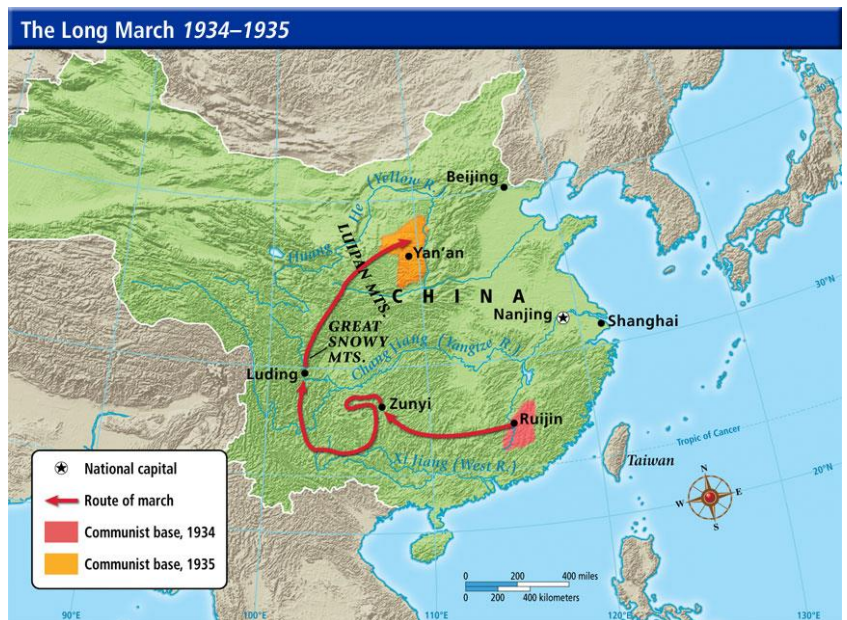 The Long March 1934–1935
40°N
Beijing
Huang
He (Yellow R.)
LUIPAN MTS.
Yan'an
30°N
CHINA
Nanjing
Shanghai
GREAT
SNOWY
MTS.
Chang Jiang (Yangtze R.)
Luding
Zunyi
Ruijin
Tropic of Cancer
Xi Jiang (West R.)
Taiwan
20°N
N
W
E
S
National capital
Route of march
Communist base, 1934
Communist base, 1935
0 200 400 miles
0 200 400 kilometers
90°E
100°E
110°E
120°E
130°E